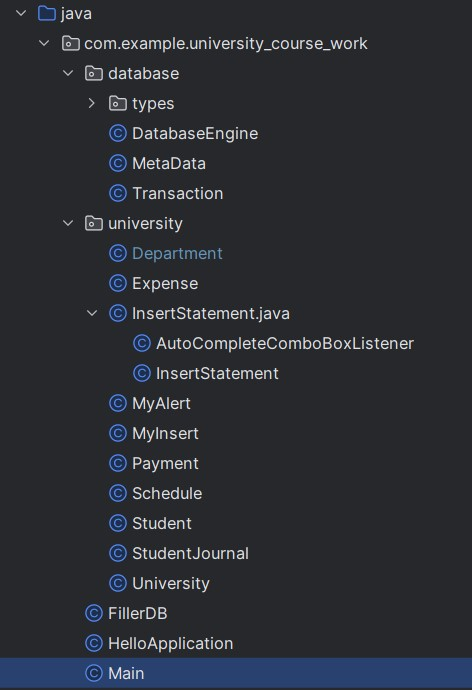 java
com.example.university_course_work
database
types
DatabaseEngine
MetaData
Transaction
university
Department
Expense
InsertStatement.java
AutoCompleteComboBoxListener
InsertStatement
MyAlert
MyInsert
Payment
Schedule
Student
StudentJournal
University
FillerDB
HelloApplication
Main